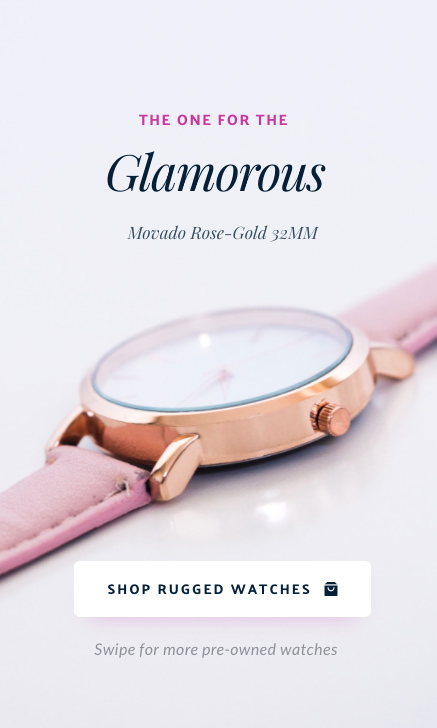 THE ONE FOR THE
Glamorous
Movado Rose-Gold 32MM
SHOP RUGGED WATCHES
Swipe for more pre-owned watches